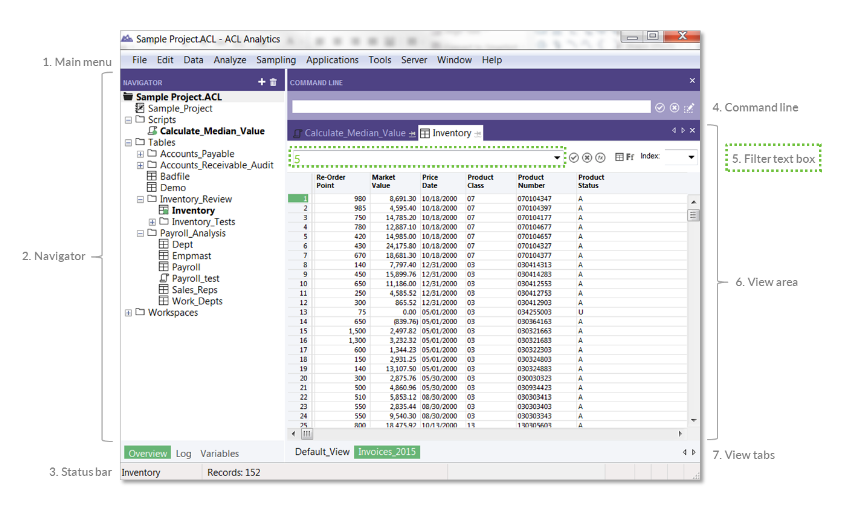 Sample Project.ACL - ACL Analytics
1. Main menu
File Edit Data Analyze Sampling Applications Tools Server Window Help
NAVIGATOR
Sample Project.ACL
Sample_Project
Scripts
Calculate_Median_Value
Tables
Accounts_Payable
Accounts_Receivable_Audit
Badfile
Demo
Inventory_Review
Inventory
Inventory_Tests
Payroll_Analysis
Dept
Empmast
Payroll
Payroll_test
Sales_Reps
Work_Depts
Workspaces
2. Navigator
Overview Log Variables
COMMAND LINE
4. Command line
Calculate_Median_Value Inventory
5
Index:
5. Filter text box
Re-Order Point Market Value Price Date Product Class Product Number Product Status
1 980 8,691.30 10/18/2000 07 070104347 A
2 985 4,595.40 10/18/2000 07 070104397 A
3 750 14,785.20 10/18/2000 07 070104177 A
4 780 12,887.10 10/18/2000 07 070104677 A
5 420 14,985.00 10/18/2000 07 070104657 A
6 430 24,175.80 10/18/2000 07 070104327 A
7 670 18,681.30 10/18/2000 07 070104377 A
8 140 7,797.40 12/31/2000 03 030414313 A
9 450 15,899.76 12/31/2000 03 030414283 A
10 650 11,186.00 12/31/2000 03 030412553 A
11 250 4,585.52 12/31/2000 03 030412753 A
12 300 865.52 12/31/2000 03 030412903 A
13 75 0.00 05/01/2000 03 034255003 U
14 650 (839.76) 05/01/2000 03 030364163 A
15 1,500 2,497.82 05/01/2000 03 030321663 A
16 1,300 3,232.32 05/01/2000 03 030321683 A
17 600 1,344.23 05/01/2000 03 030322303 A
18 150 2,931.25 05/01/2000 03 030324803 A
19 140 13,107.50 05/01/2000 03 030324883 A
20 300 2,875.76 05/30/2000 03 030030323 A
21 500 4,860.96 05/30/2000 03 030934423 A
22 510 5,853.12 08/30/2000 03 030303413 A
23 550 2,835.44 08/30/2000 03 030303403 A
24 550 9,540.30 08/30/2000 03 030303343 A
25 800 18,475.92 10/13/2000 13 130305603 A
6. View area
Default_View Invoices_2015
7. View tabs
3. Status bar
Inventory Records: 152